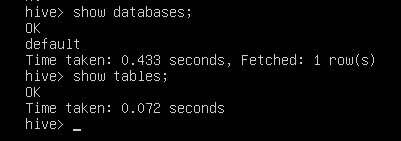 hive> show databases;
OK
default
Time taken: 0.433 seconds, Fetched: 1 row(s)
hive> show tables;
OK
Time taken: 0.072 seconds
hive> _